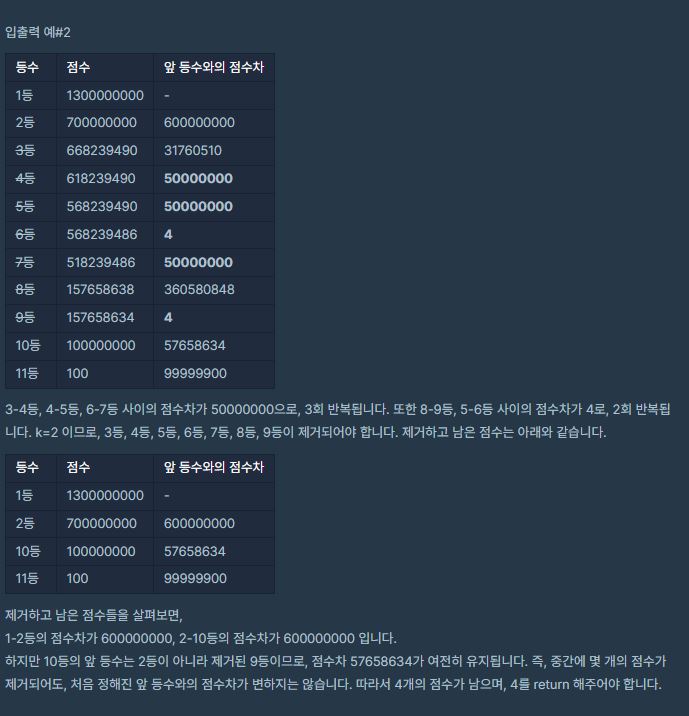 입출력 예#2
등수 점수 앞 등수와의 점수차
1등 1300000000 -
2등 700000000 600000000
3등 668239490 31760510
4등 618239490 50000000
5등 568239490 50000000
6등 568239486 4
7등 518239486 50000000
8등 157658638 360580848
9등 157658634 4
10등 100000000 57658634
11등 100 99999900
3-4등, 4-5등, 6-7등 사이의 점수차가 50000000으로, 3회 반복됩니다. 또한 8-9등, 5-6등 사이의 점수차가 4로, 2회 반복됩
니다. k=2 이므로, 3등, 4등, 5등, 6등, 7등, 8등, 9등이 제거되어야 합니다. 제거하고 남은 점수는 아래와 같습니다.
등수 점수 앞 등수와의 점수차
1등 1300000000 -
2등 700000000 600000000
10등 100000000 57658634
11등 100 99999900
제거하고 남은 점수들을 살펴보면,
1-2등의 점수차가 600000000, 2-10등의 점수차가 600000000 입니다.
하지만 10등의 앞 등수는 2등이 아니라 제거된 9등이므로, 점수차 57658634가 여전히 유지됩니다. 즉, 중간에 몇 개의 점수가
제거되어도, 처음 정해진 앞 등수와의 점수차가 변하지는 않습니다. 따라서 4개의 점수가 남으며, 4를 return 해주어야 합니다.